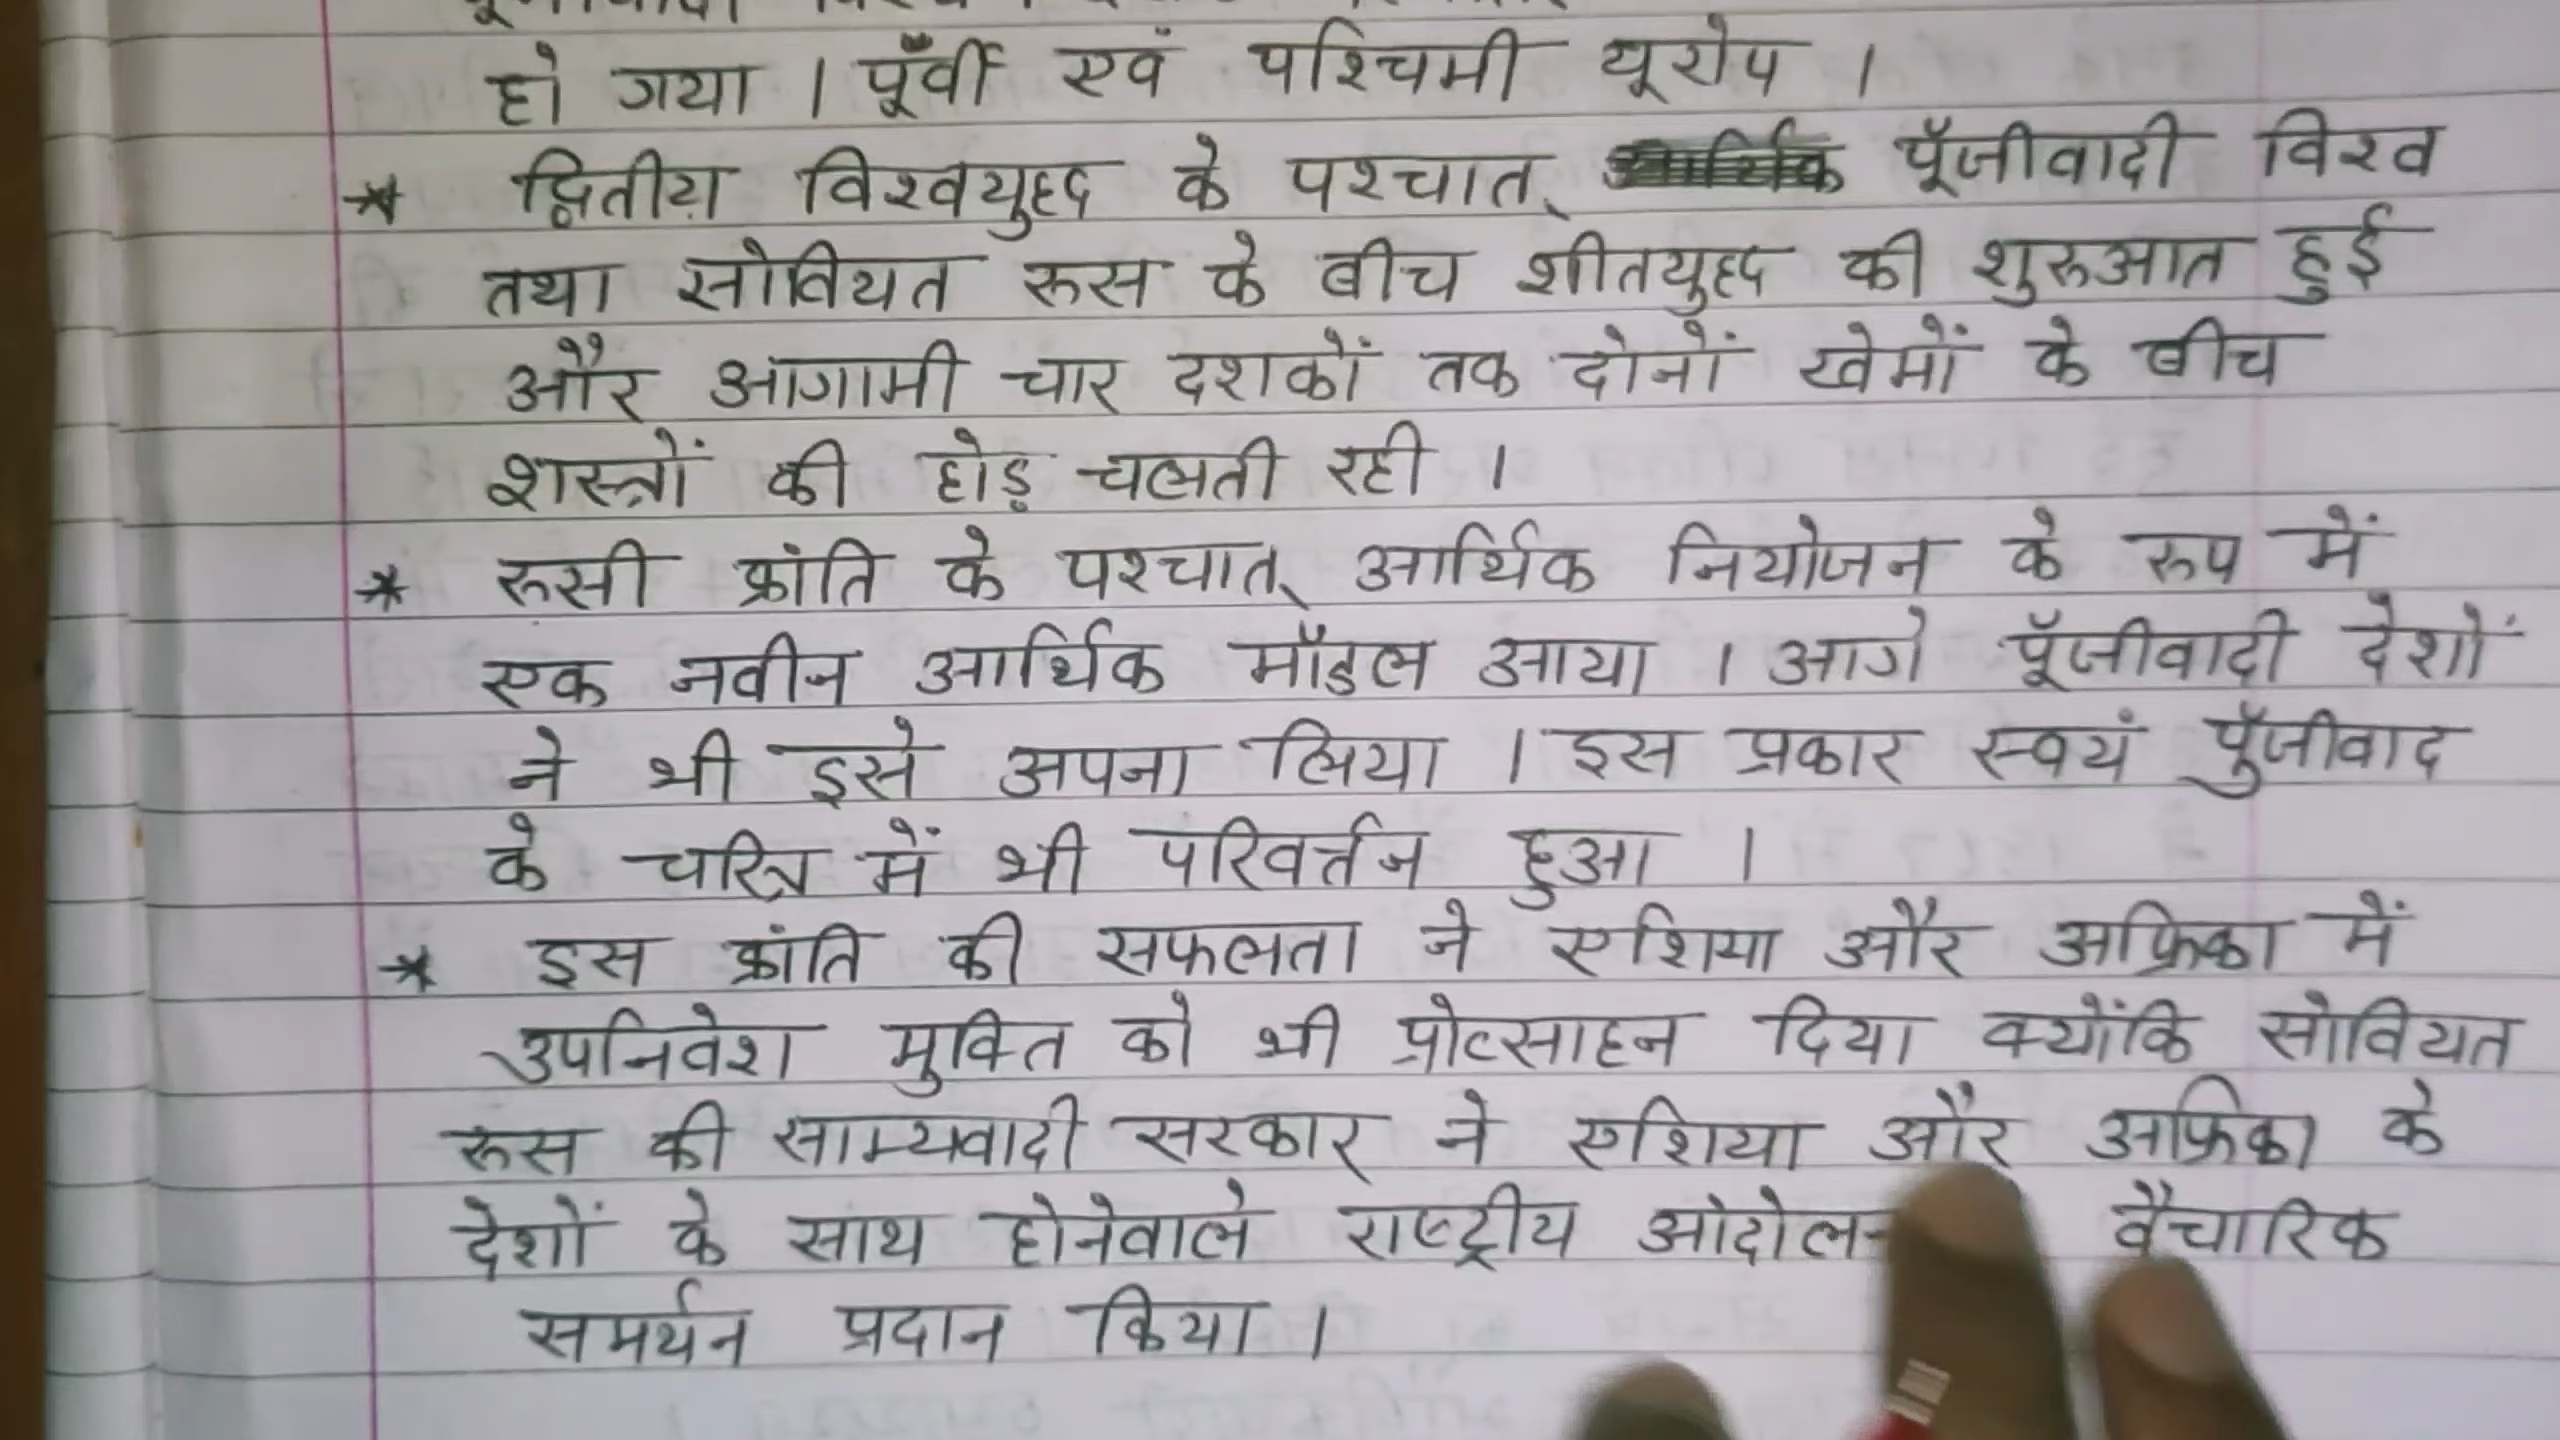 हो गया । पूँर्वी एवं पश्चिमी यूरोप ।
* द्वितीय विश्वयुद्ध के पश्चात् आर्थिक पूँजीवादी विश्व
तथा सोवियत रूस के बीच शीतयुद्ध की शुरुआत हुई
और आगामी चार दशकों तक दोनों खेमों के बीच
शस्त्रों की होड़ चलती रही ।
* रूसी क्रांति के पश्चात् आर्थिक नियोजन के रूप में
एक नवीन आर्थिक मॉडल आया । आगे पूँजीवादी देशों
ने भी इसे अपना लिया । इस प्रकार स्वयं पुँजीवाद
के चरित्र में भी परिवर्त्तन हुआ ।
* इस क्रांति की सफलता ने एशिया और अफ्रिका में
उपनिवेश मुक्ति को भी प्रोत्साहन दिया क्योंकि सोवियत
रूस की साम्यवादी सरकार ने एशिया और अफ्रिका के
देशों के साथ होनेवाले राष्ट्रीय वैचारिक
समर्थन प्रदान किया ।